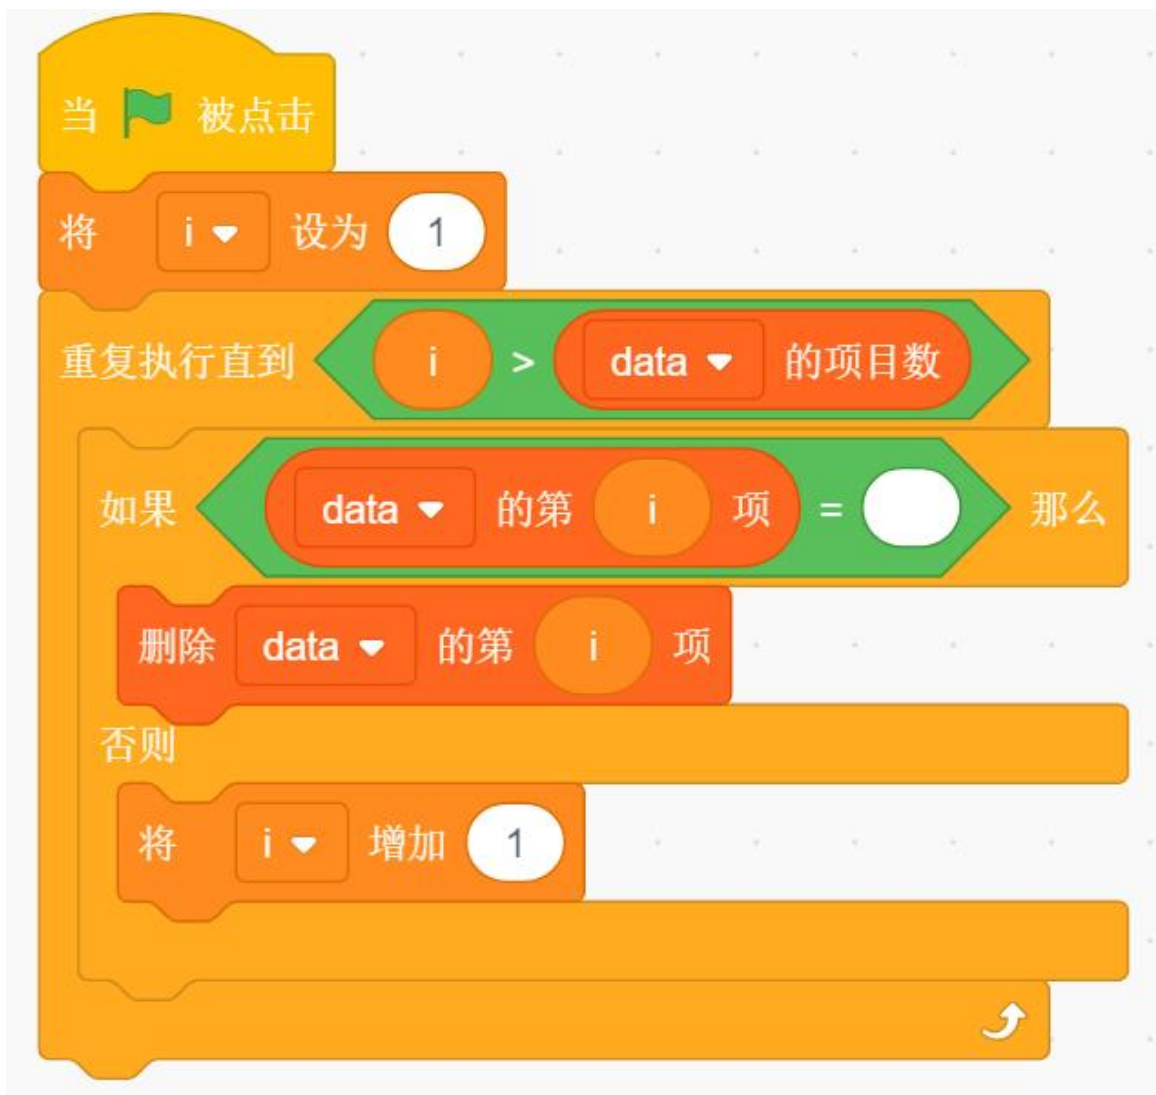 当 被点击
将 i 设为 1
重复执行直到 i > data 的项目数
如果 data 的第 i 项 = 那么
删除 data 的第 i 项
否则
将 i 增加 1